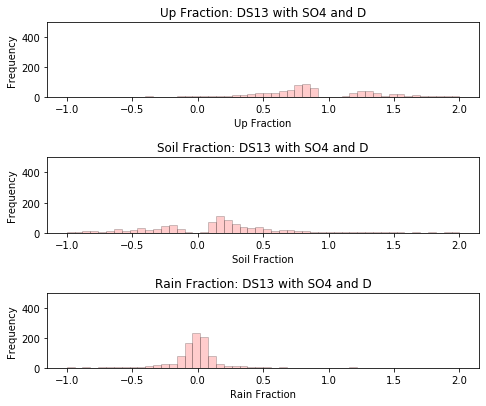 Up Fraction: DS13 with SO4 and D
400
200
0
Frequency
−1.0 −0.5 0.0 0.5 1.0 1.5 2.0
Up Fraction
Soil Fraction: DS13 with SO4 and D
400
200
0
Frequency
−1.0 −0.5 0.0 0.5 1.0 1.5 2.0
Soil Fraction
Rain Fraction: DS13 with SO4 and D
400
200
0
Frequency
−1.0 −0.5 0.0 0.5 1.0 1.5 2.0
Rain Fraction